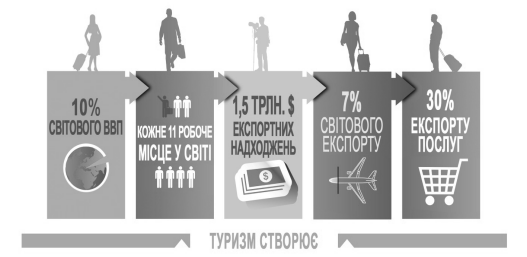 10%
СВІТОВОГО ВВП
КОЖНЕ 11 РОБОЧЕ
МІСЦЕ У СВІТІ
1,5 ТРЛН. $
ЕКСПОРТНИХ
НАДХОДЖЕНЬ
7%
СВІТОВОГО
ЕКСПОРТУ
30%
ЕКСПОРТУ
ПОСЛУГ
ТУРИЗМ СТВОРЮЄ